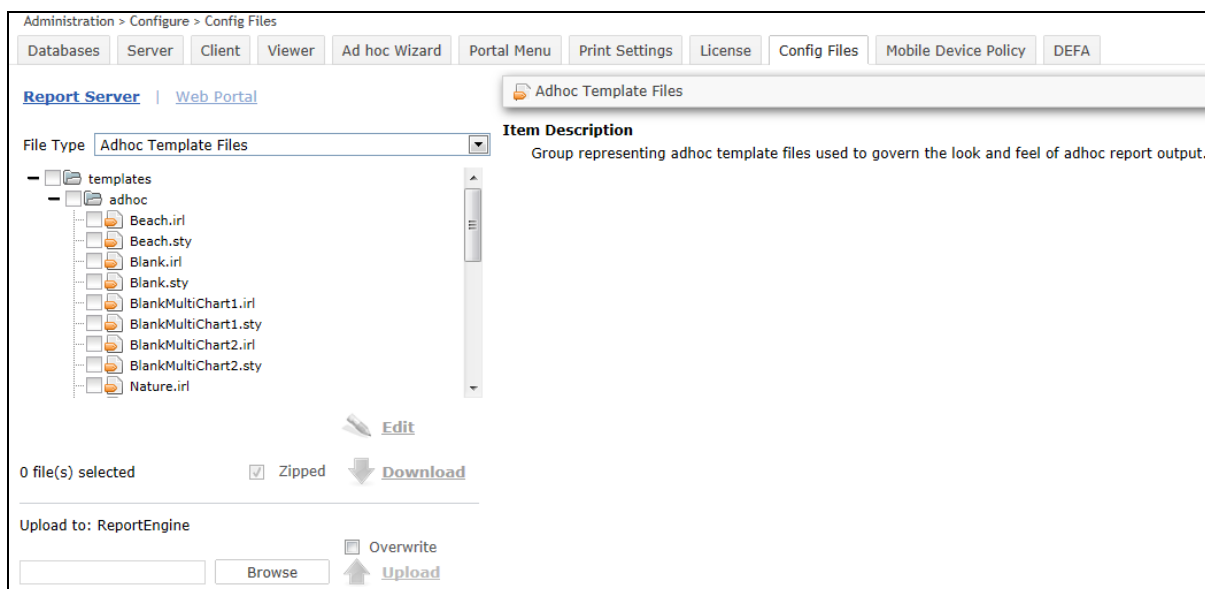 Administration > Configure > Config Files
Databases Server Client Viewer Ad hoc Wizard Portal Menu Print Settings License Config Files Mobile Device Policy DEFA
Report Server | Web Portal
File Type Adhoc Template Files
templates
adhoc
Beach.irl
Beach.sty
Blank.irl
Blank.sty
BlankMultiChart1.irl
BlankMultiChart1.sty
BlankMultiChart2.irl
BlankMultiChart2.sty
Nature.irl
Edit
0 file(s) selected Zipped Download
Upload to: ReportEngine
Overwrite
Browse Upload
Adhoc Template Files
Item Description
Group representing adhoc template files used to govern the look and feel of adhoc report output.